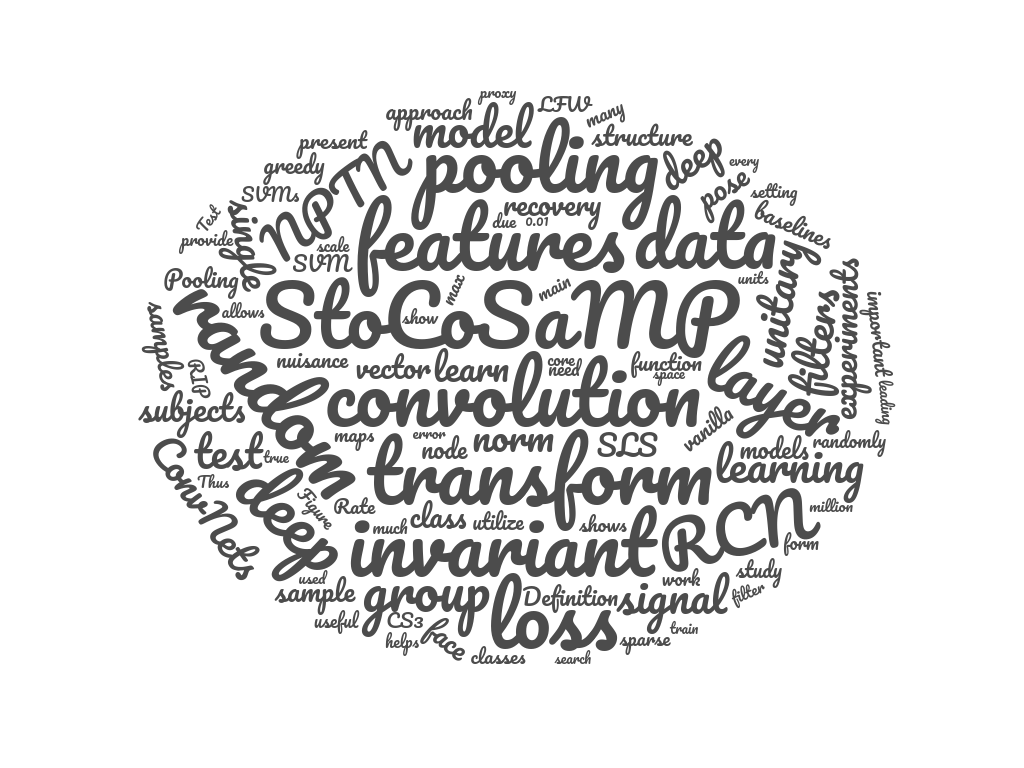 proxy
approach
LFW
many
present
model
structure
greedy
NPTN
pooling
deep
every
SVMs
pose
setting
Test
single
recovery
baselines
provide
scale
due
0.01
SVM
features
data
Pooling
max
main
units
unitary
allows
StoCoSaMP
show
samples
random
filters
experiments
important
nuisance
vector
learn
core
need
function
space
layer
leading
RIP
convolution
subjects
vanilla
maps
error
node
norm
SLS
models
randomly
test
true
ConvNets
transform
learning
Thus
deep
Figure
Rate
much
class
utilize
shows
RCN
million
invariant
form
used
work
study
sample
group
Definition
signal
filter
useful
CS3
loss
helps
face
sparse
train
classes
search